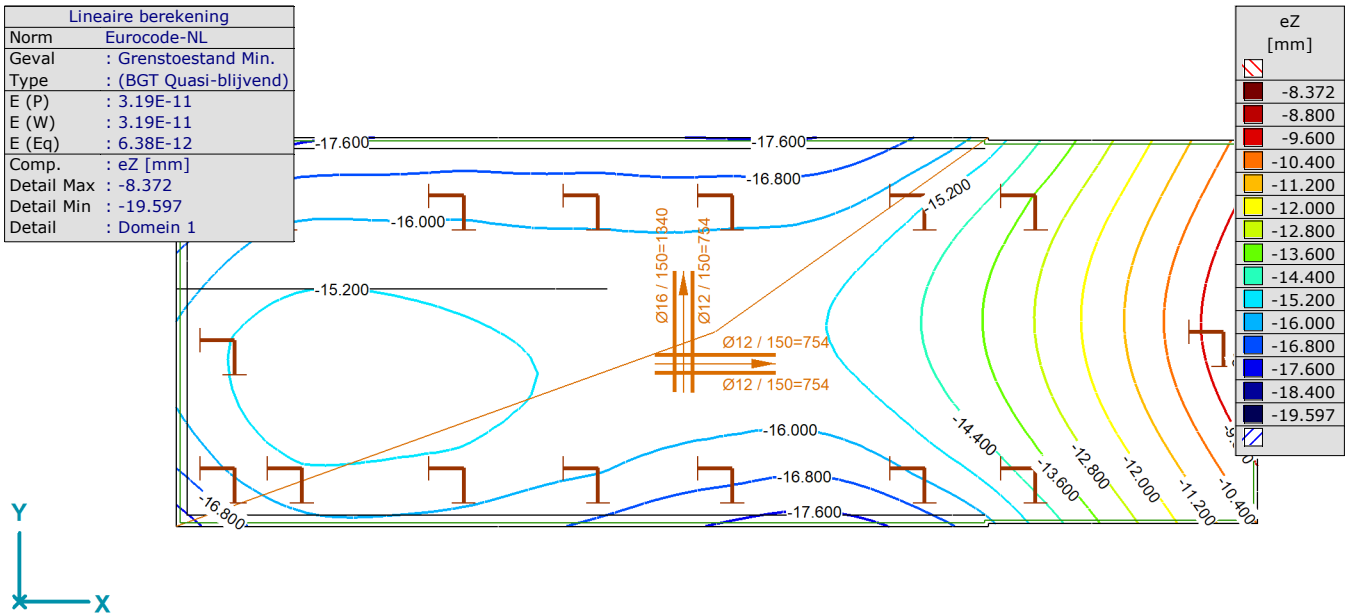 Lineaire berekening
Norm Eurocode-NL
Geval : Grenstoestand Min.
Type : (BGT Quasi-blijvend)
E (P) : 3.19E-11
E (W) : 3.19E-11
E (Eq) : 6.38E-12
Comp. : eZ [mm]
Detail Max : -8.372
Detail Min : -19.597
Detail : Domein 1
eZ
[mm]
-8.372
-8.800
-9.600
-10.400
-11.200
-12.000
-12.800
-13.600
-14.400
-15.200
-16.000
-16.800
-17.600
-18.400
-19.597
-17.600
-17.600
-16.800
-15.200
-16.000
Ø16 / 150=1340
Ø12 / 150=754
-15.200
Ø12 / 150=754
Ø12 / 150=754
-16.000
-14.400
-13.600
-12.800
-12.000
-11.200
-10.400
-16.800
-16.800
-17.600
Y
X